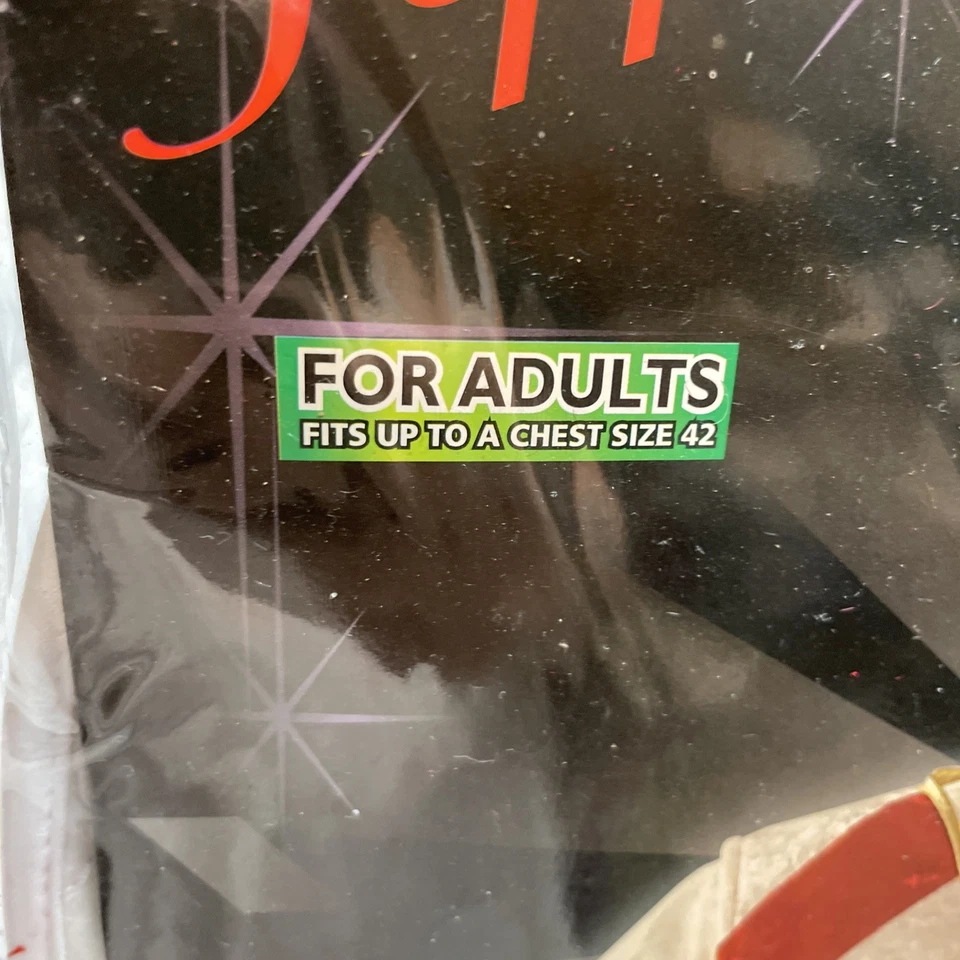 FOR ADULTS
FITS UP TO A CHEST SIZE 42